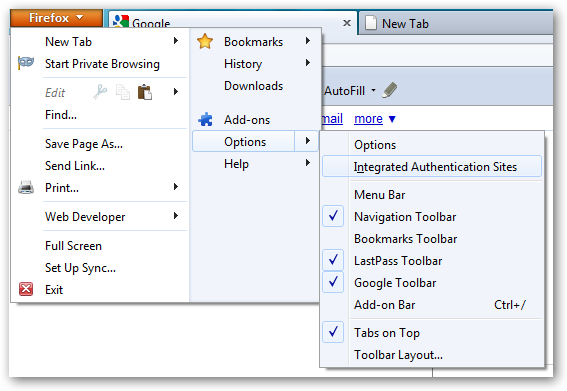 Firefox
Google
New Tab
New Tab
Start Private Browsing
Edit
Find...
Save Page As...
Send Link...
Print...
Web Developer
Full Screen
Set Up Sync...
Exit
Bookmarks
History
Downloads
Add-ons
Options
Help
AutoFill
mail more ▼
Options
Integrated Authentication Sites
Menu Bar
Navigation Toolbar
Bookmarks Toolbar
LastPass Toolbar
Google Toolbar
Add-on Bar Ctrl+/
Tabs on Top
Toolbar Layout...